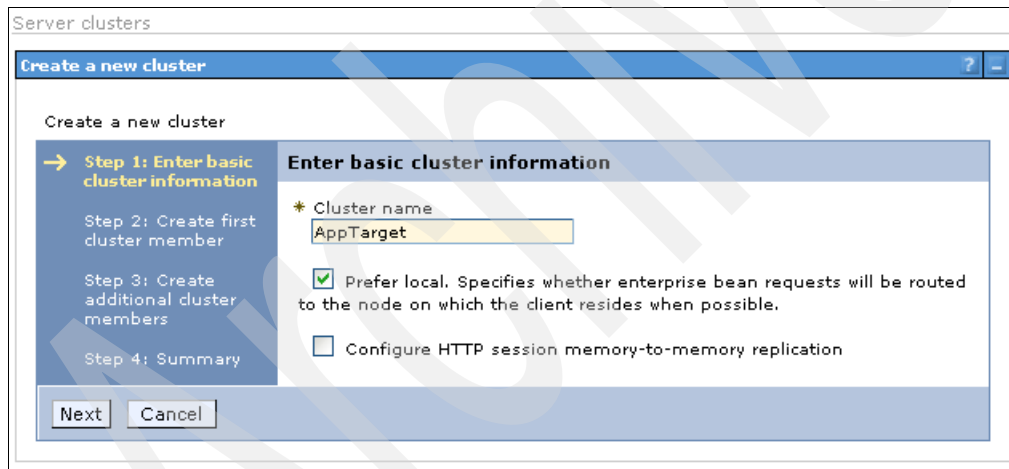 Server clusters
Create a new cluster
? -
Create a new cluster
Step 1: Enter basic
cluster information
Step 2: Create first
cluster member
Step 3: Create
additional cluster
members
Step 4: Summary
Enter basic cluster information
* Cluster name
AppTarget
Prefer local. Specifies whether enterprise bean requests will be routed
to the node on which the client resides when possible.
Configure HTTP session memory-to-memory replication
Next
Cancel